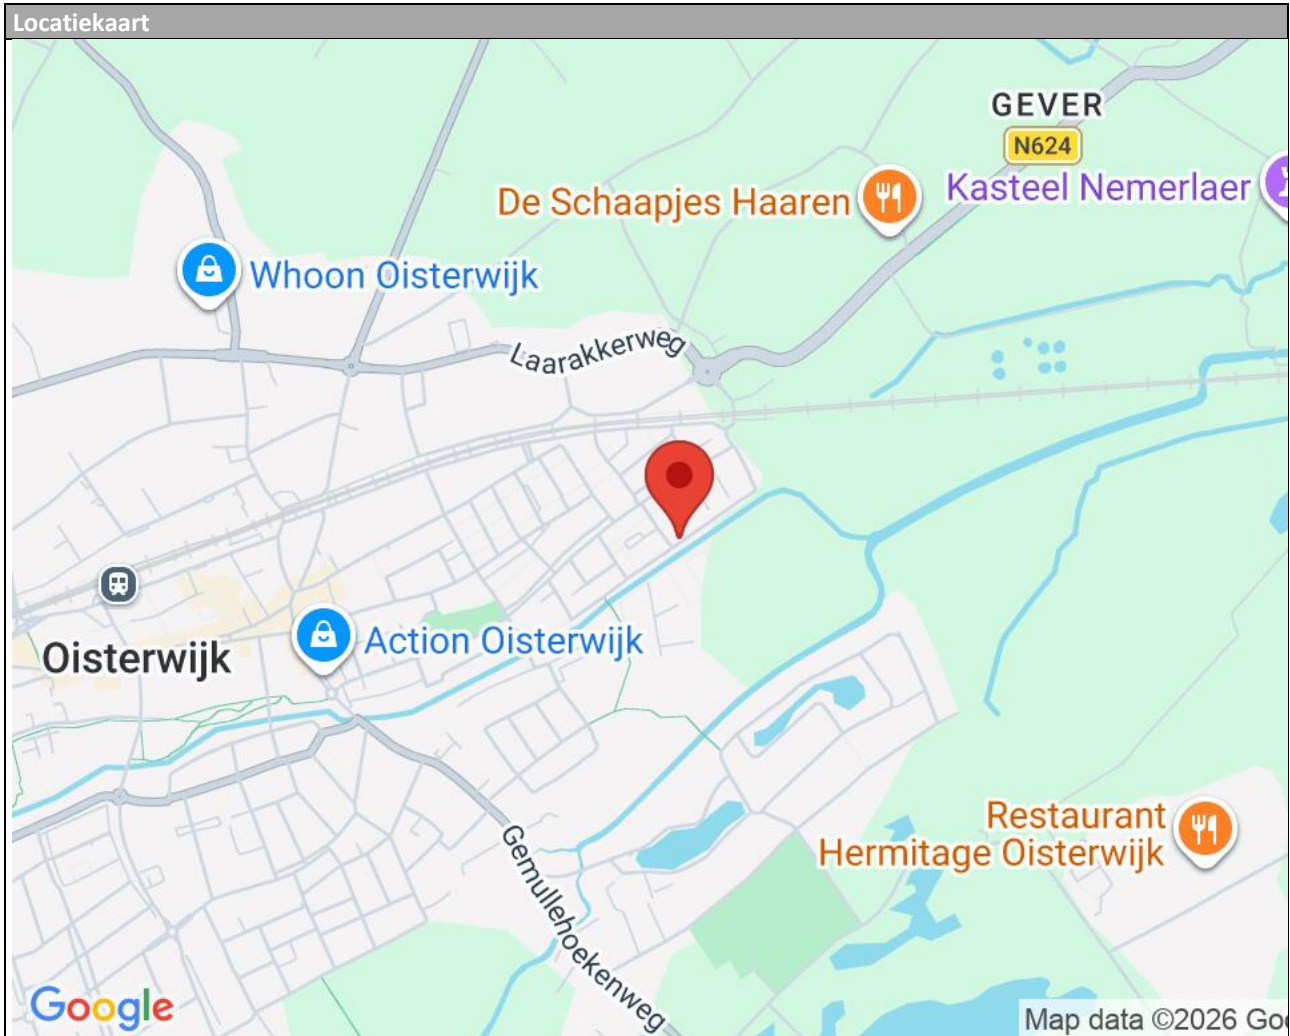 Locatiekaart
GEVER
N624
De Schaapjes Haaren
Kasteel Nemerlaer
Whoon Oisterwijk
Laarakkerweg
Action Oisterwijk
Oisterwijk
Restaurant
Hermitage Oisterwijk
Gemullehoekenweg
Google
Map data ©2026 Goo